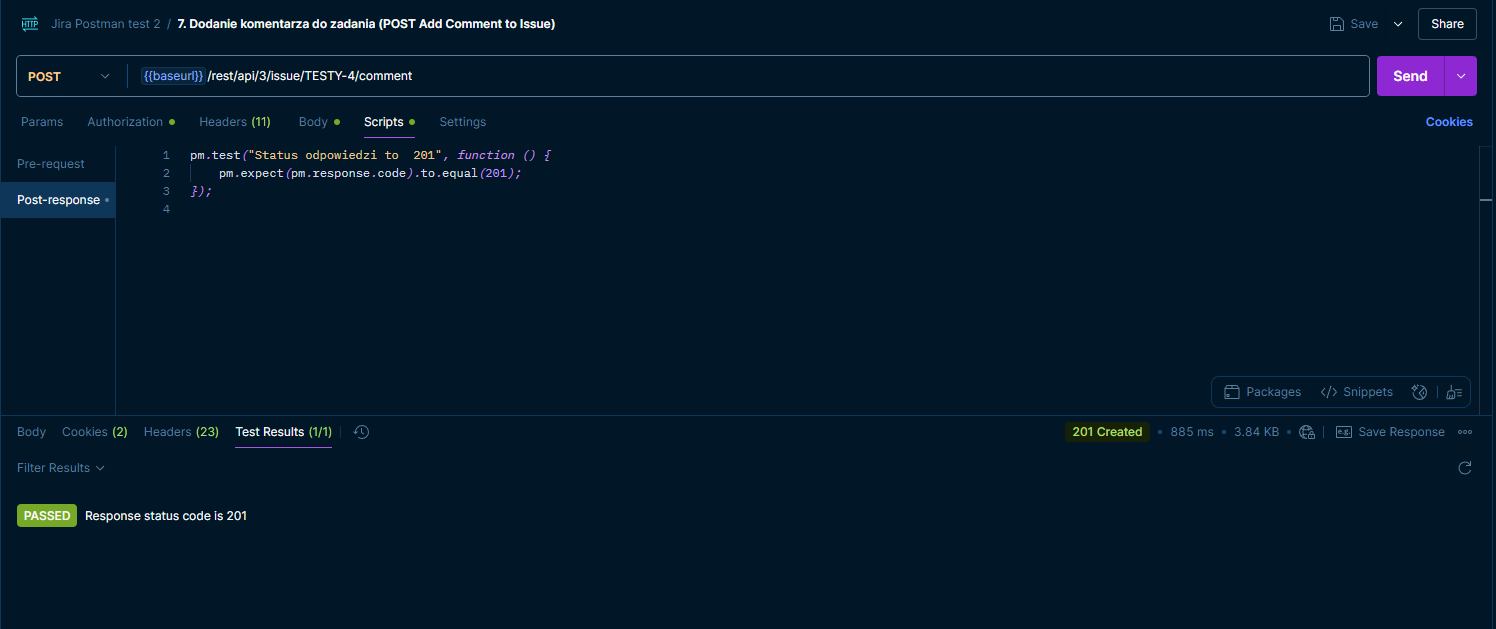 HTTP Jira Postman test 2 / 7. Dodanie komentarza do zadania (POST Add Comment to Issue) Save Share
POST {{baseurl}} /rest/api/3/issue/TESTY-4/comment Send
Params Authorization Headers (11) Body Scripts Settings Cookies
Pre-request
Post-response
1 pm.test("Status odpowiedzi to  201", function () {
2 pm.expect(pm.response.code).to.equal(201);
3 });
4
Packages </> Snippets
Body Cookies (2) Headers (23) Test Results (1/1) 201 Created 885 ms 3.84 KB e.g. Save Response
Filter Results
PASSED Response status code is 201